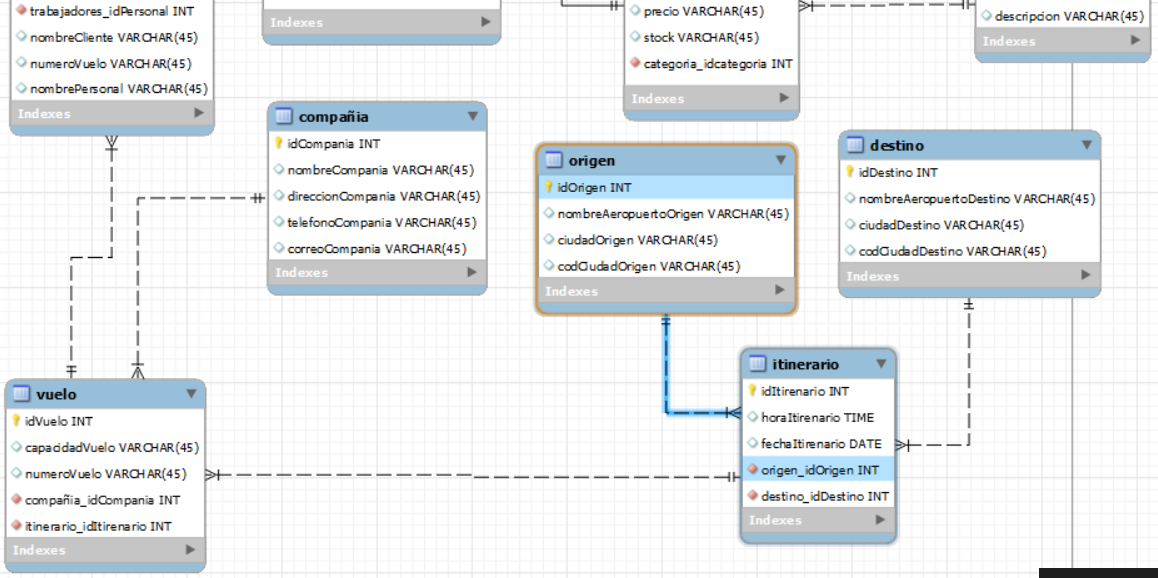 trabajadores_idPersonal INT
nombreCliente VARCHAR(45)
numeroVuelo VARCHAR(45)
nombrePersonal VARCHAR(45)
Indexes
Indexes
precio VARCHAR(45)
stock VARCHAR(45)
categoria_idcategoria INT
Indexes
descripcion VARCHAR(45)
Indexes
compañia
idCompania INT
nombreCompania VARCHAR(45)
direccionCompania VARCHAR(45)
telefonoCompania VARCHAR(45)
correoCompania VARCHAR(45)
Indexes
origen
idOrigen INT
nombreAeropuertoOrigen VARCHAR(45)
ciudadOrigen VARCHAR(45)
codCiudadOrigen VARCHAR(45)
Indexes
destino
idDestino INT
nombreAeropuertoDestino VARCHAR(45)
ciudadDestino VARCHAR(45)
codCiudadDestino VARCHAR(45)
Indexes
vuelo
idVuelo INT
capacidadVuelo VARCHAR(45)
numeroVuelo VARCHAR(45)
compañia_idCompania INT
itinerario_idItirenario INT
Indexes
itinerario
idItirenario INT
horaItirenario TIME
fechaItirenario DATE
origen_idOrigen INT
destino_idDestino INT
Indexes